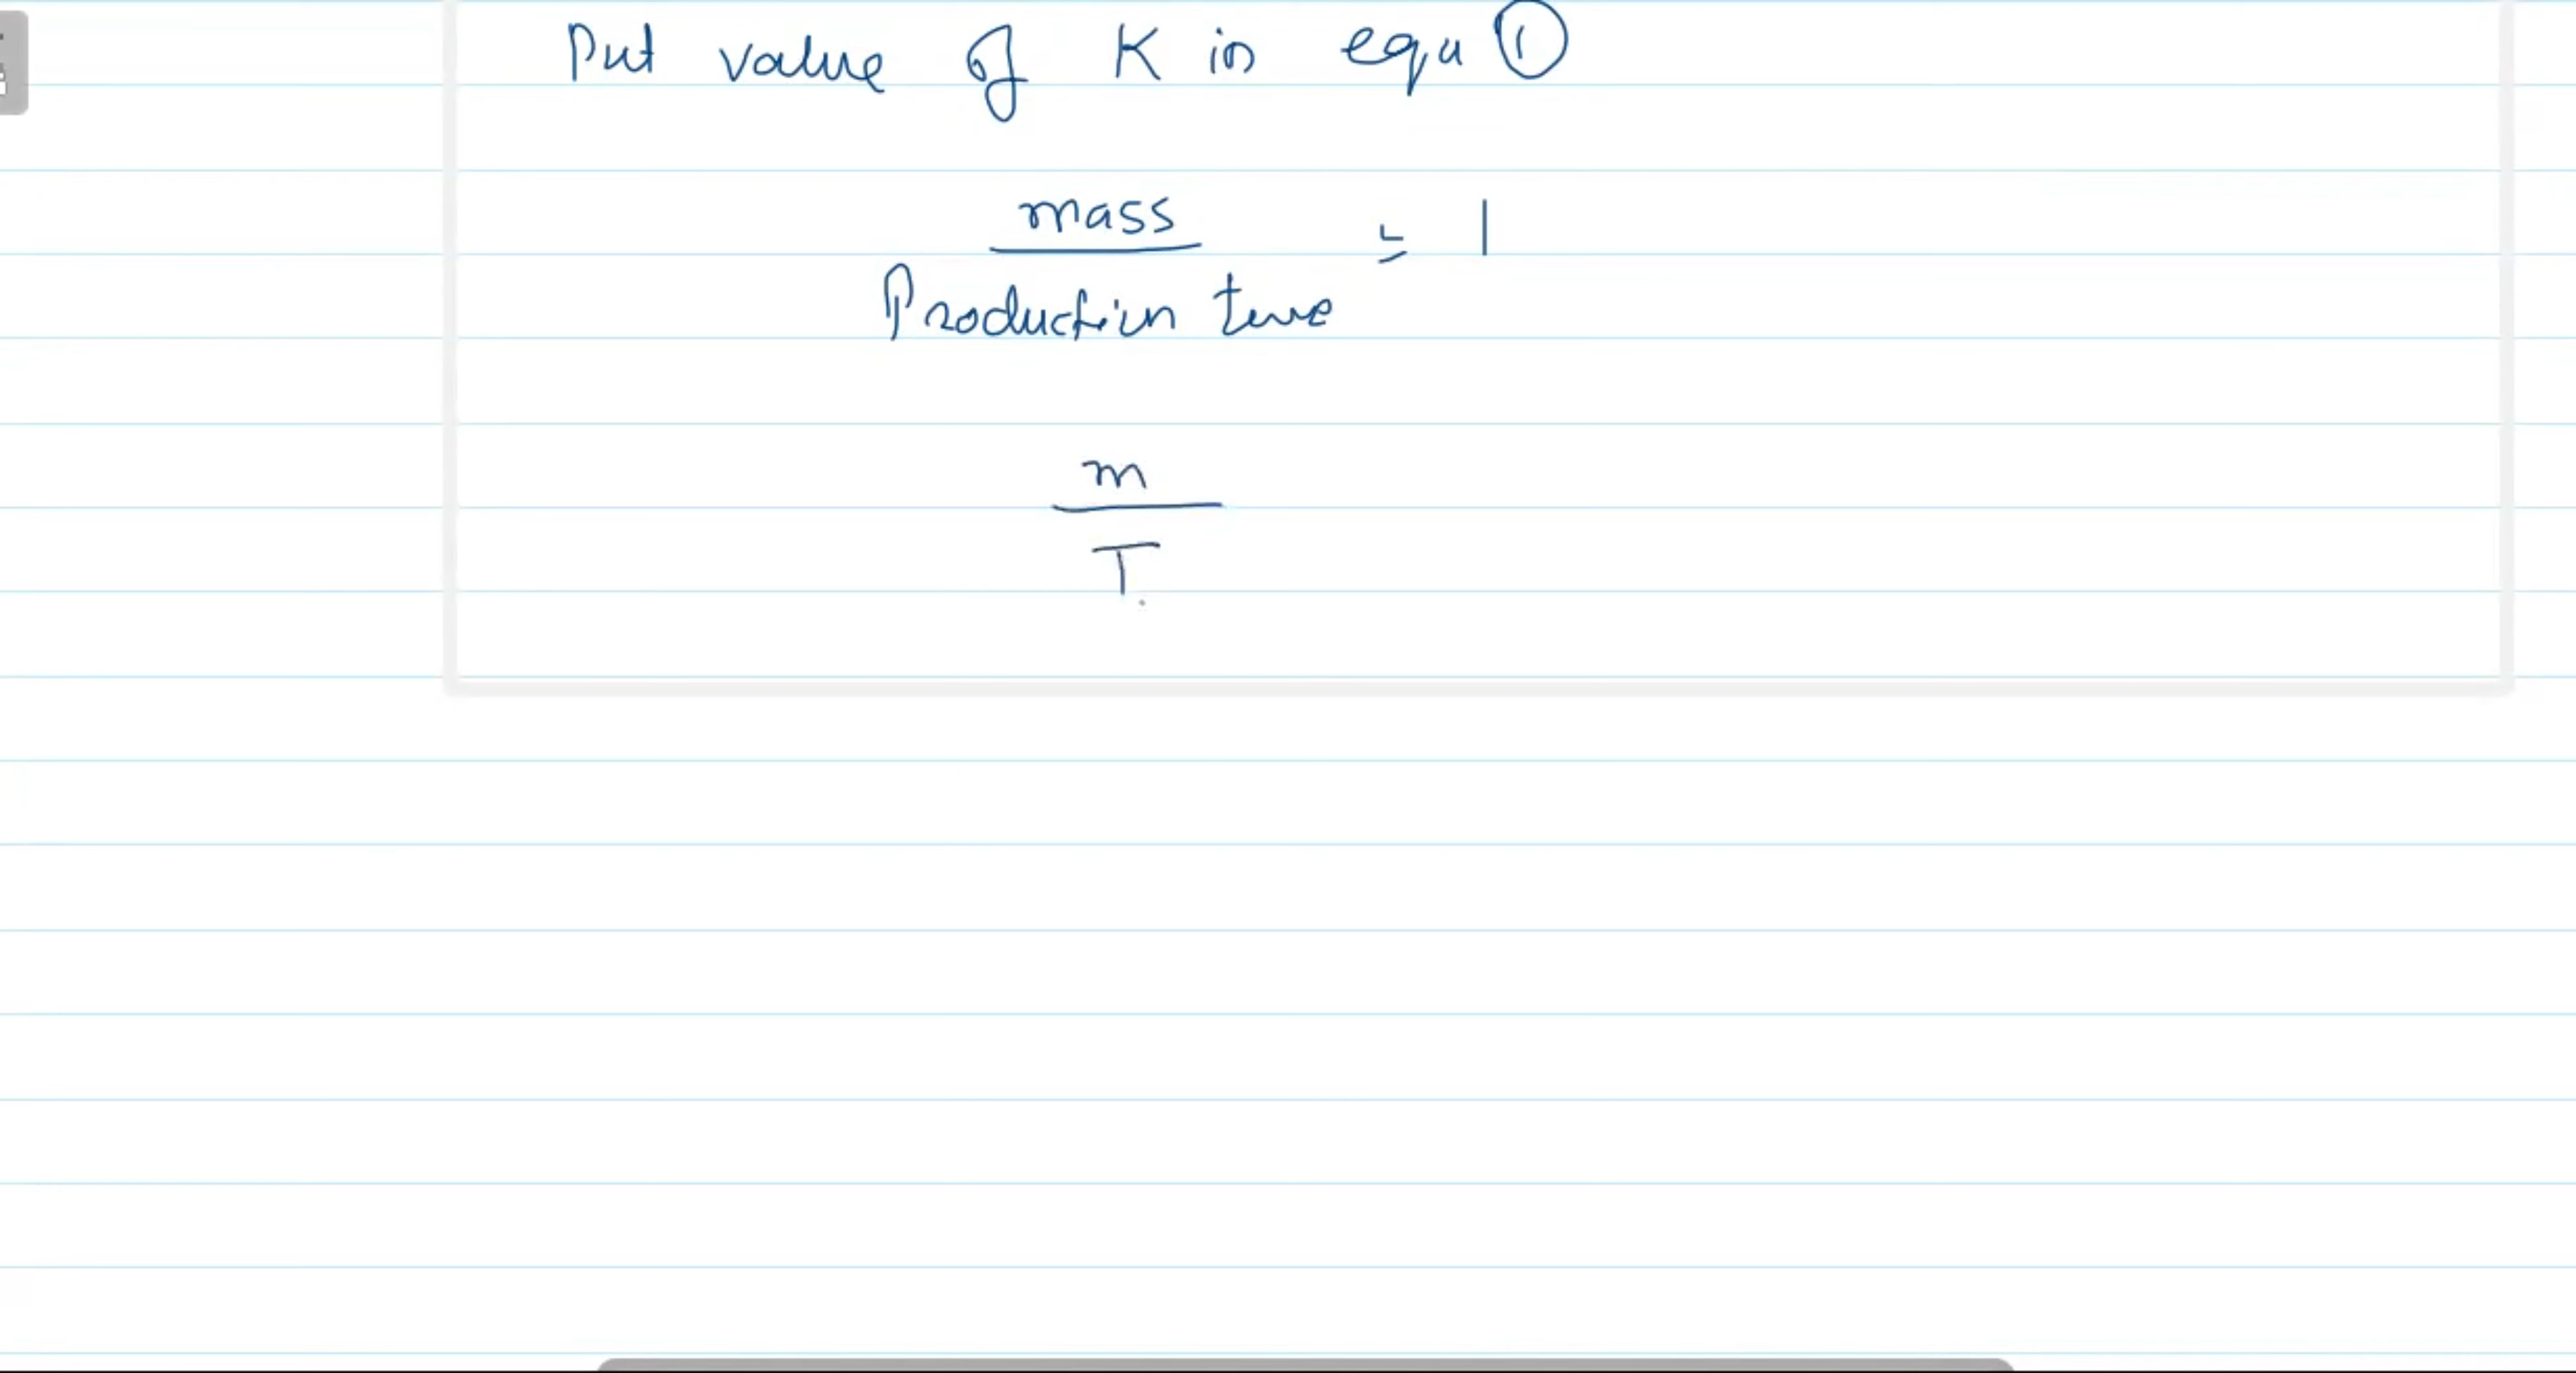 Put value of K in equ ①
mass
Production time = 1
m
T